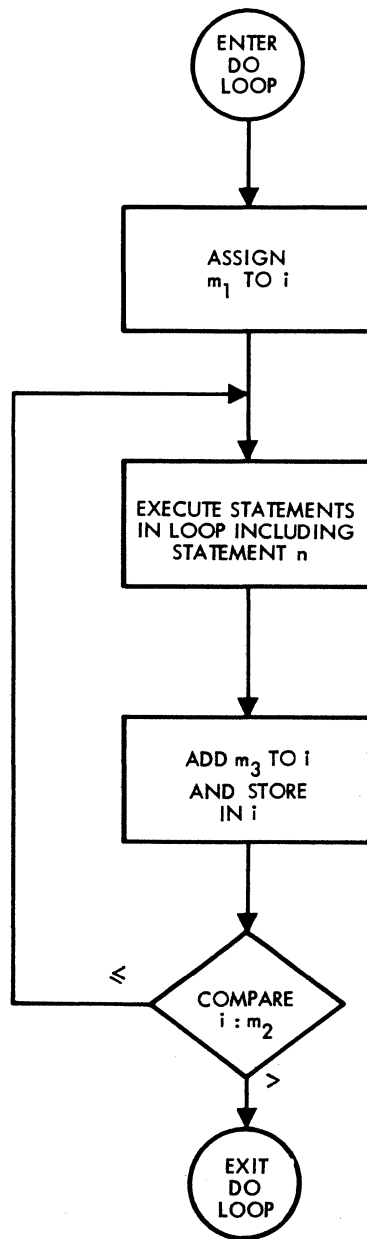 ENTER
DO
LOOP
ASSIGN
m₁ TO i
EXECUTE STATEMENTS
IN LOOP INCLUDING
STATEMENT n
ADD m₃ TO i
AND STORE
IN i
≤
COMPARE
i : m₂
>
EXIT
DO
LOOP